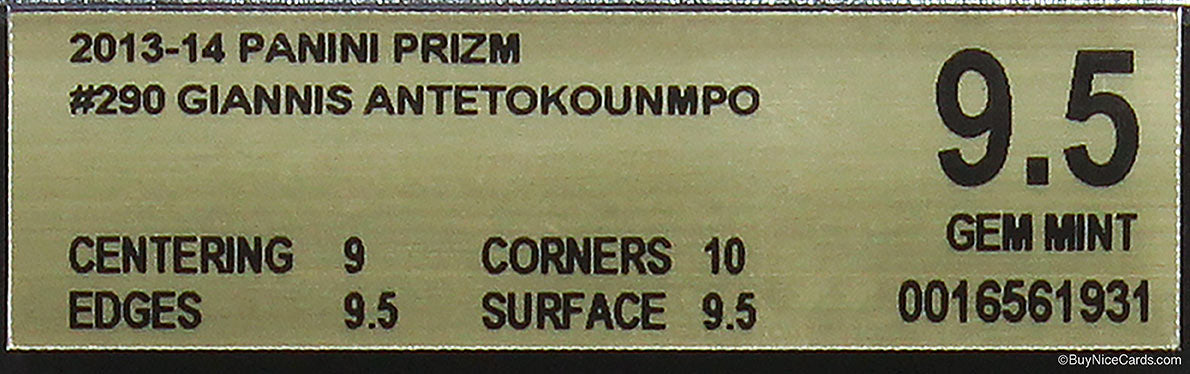 2013-14 PANINI PRIZM
#290 GIANNIS ANTETOKOUNMPO
9.5
GEM MINT
CENTERING 9 CORNERS 10
EDGES 9.5 SURFACE 9.5
0016561931
©BuyNiceCards.com